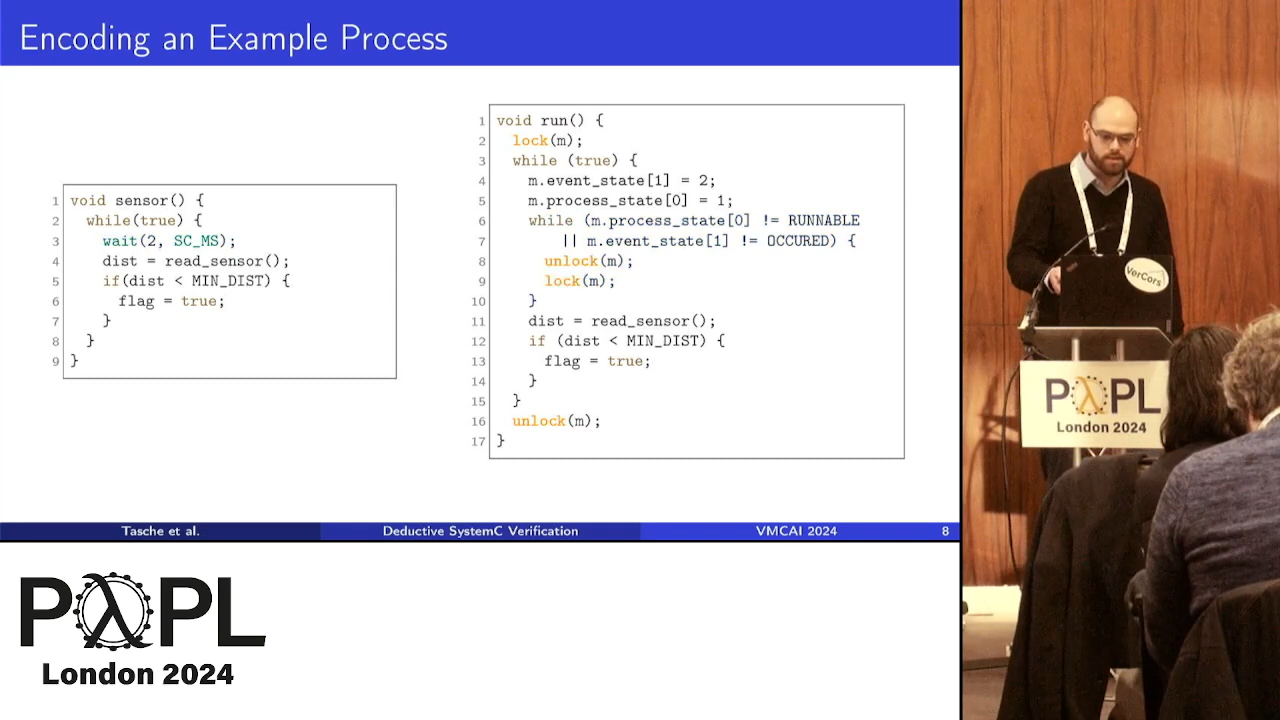 Encoding an Example Process
1 void sensor() {
2 while(true) {
3 wait(2, SC_MS);
4 dist = read_sensor();
5 if(dist < MIN_DIST) {
6 flag = true;
7 }
8 }
9 }
1 void run() {
2 lock(m);
3 while (true) {
4 m.event_state[1] = 2;
5 m.process_state[0] = 1;
6 while (m.process_state[0] != RUNNABLE
7 || m.event_state[1] != OCCURED) {
8 unlock(m);
9 lock(m);
10 }
11 dist = read_sensor();
12 if (dist < MIN_DIST) {
13 flag = true;
14 }
15 }
16 unlock(m);
17 }
Tasche et al.
Deductive SystemC Verification
VMCAI 2024
8
VerCors
PλPL
London 2024
PλPL
London 2024